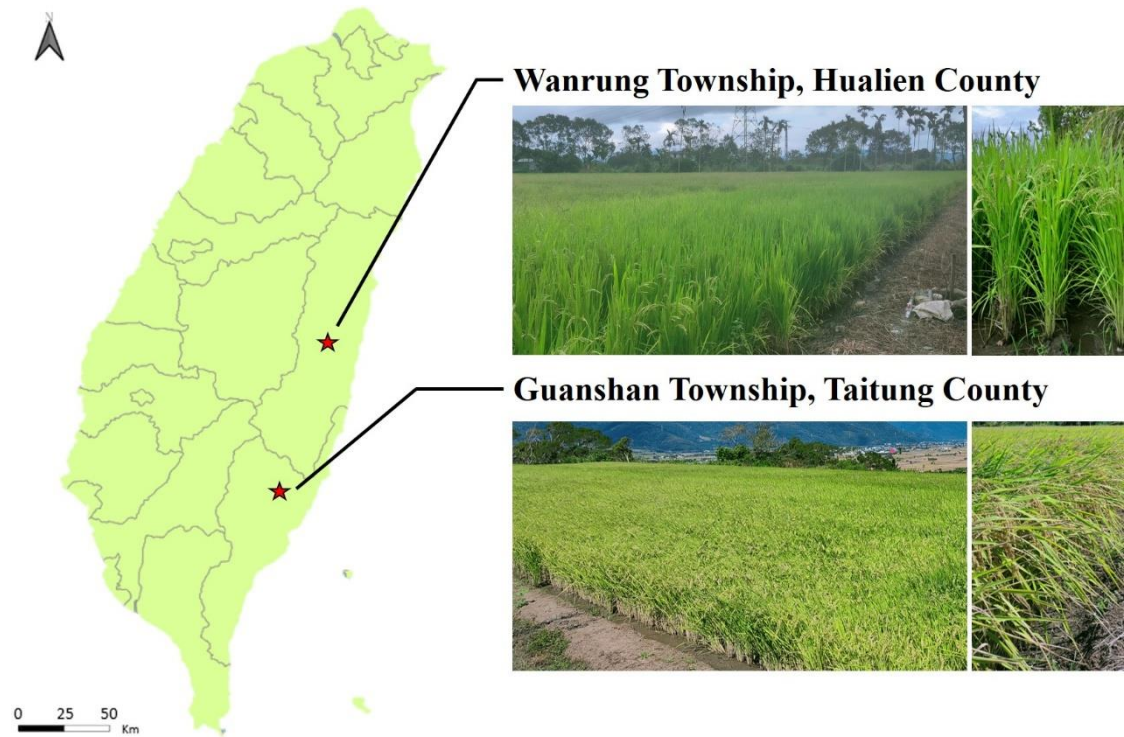 N
Wanrung Township, Hualien County
Guanshan Township, Taitung County
0 25 50
Km